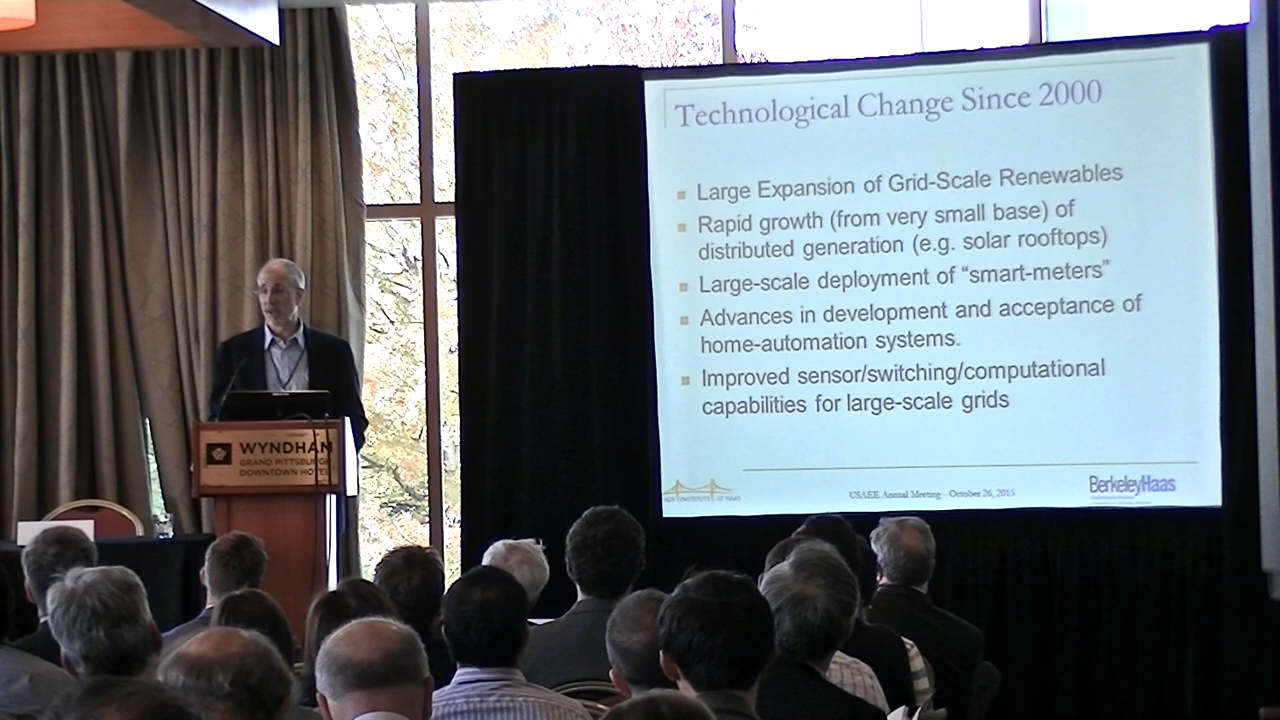 Technological Change Since 2000
Large Expansion of Grid-Scale Renewables
Rapid growth (from very small base) of
distributed generation (e.g. solar rooftops)
Large-scale deployment of “smart-meters”
Advances in development and acceptance of
home-automation systems.
Improved sensor/switching/computational
capabilities for large-scale grids
INSTITUTE AT HAAS
USAEE Annual Meeting - October 26, 2015
BerkeleyHaas
WYNDHAM
GRAND PITTSBURGH
DOWNTOWN HOTEL